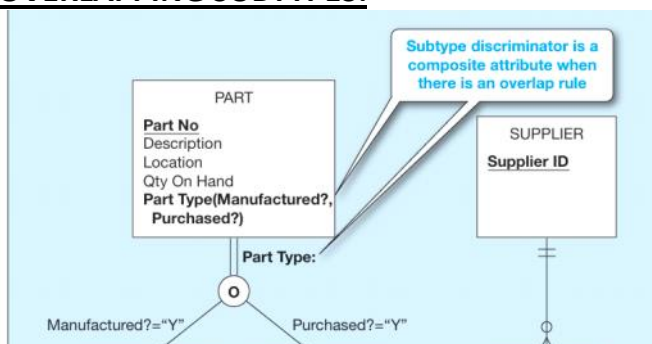 OVERLAPPING SUBTYPES:
Subtype discriminator is a
composite attribute when
there is an overlap rule
PART
Part No
Description
Location
Qty On Hand
Part Type(Manufactured?,
Purchased?)
SUPPLIER
Supplier ID
Part Type:
O
Manufactured?="Y"
Purchased?="Y"